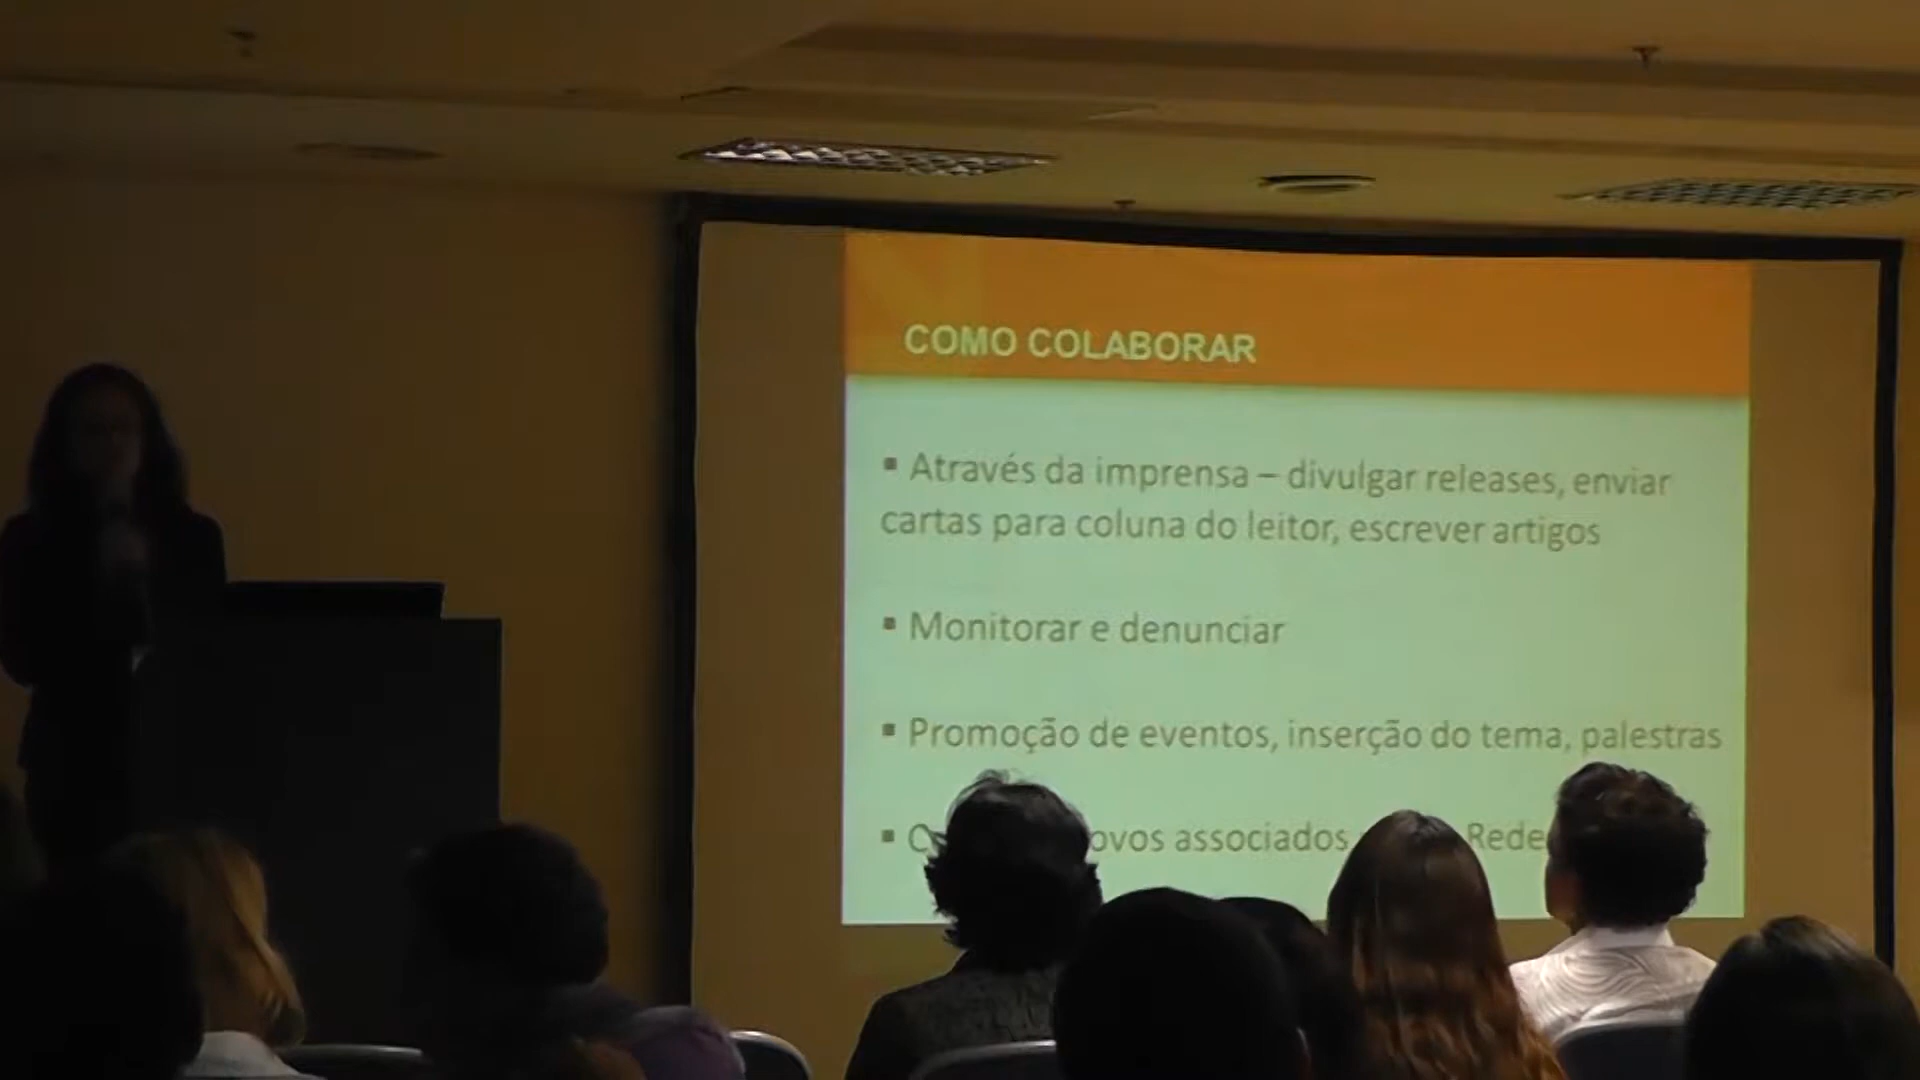 COMO COLABORAR
▪ Através da imprensa – divulgar releases, enviar
cartas para coluna do leitor, escrever artigos
▪ Monitorar e denunciar
▪ Promoção de eventos, inserção do tema, palestras
▪ associados Rede